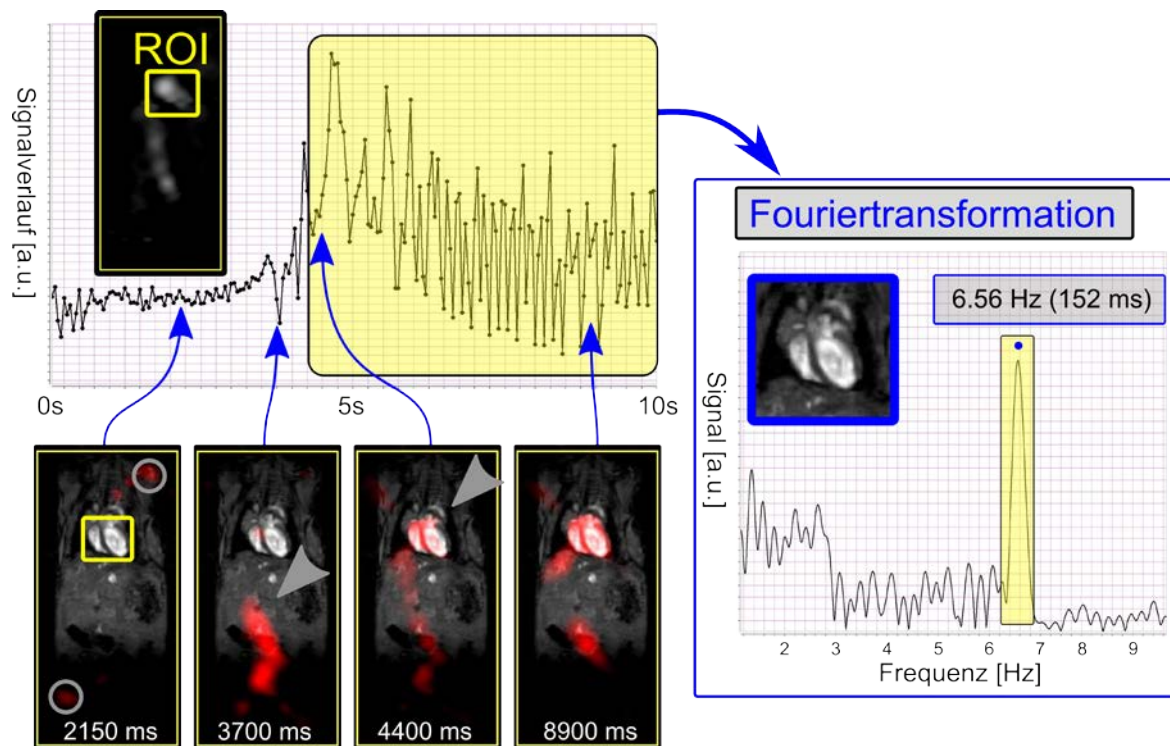 ROI
Signalverlauf [a.u.]
0s
5s
10s
Fouriertransformation
6.56 Hz (152 ms)
Signal [a.u.]
2
3
4
5
6
7
8
9
Frequenz [Hz]
2150 ms
3700 ms
4400 ms
8900 ms